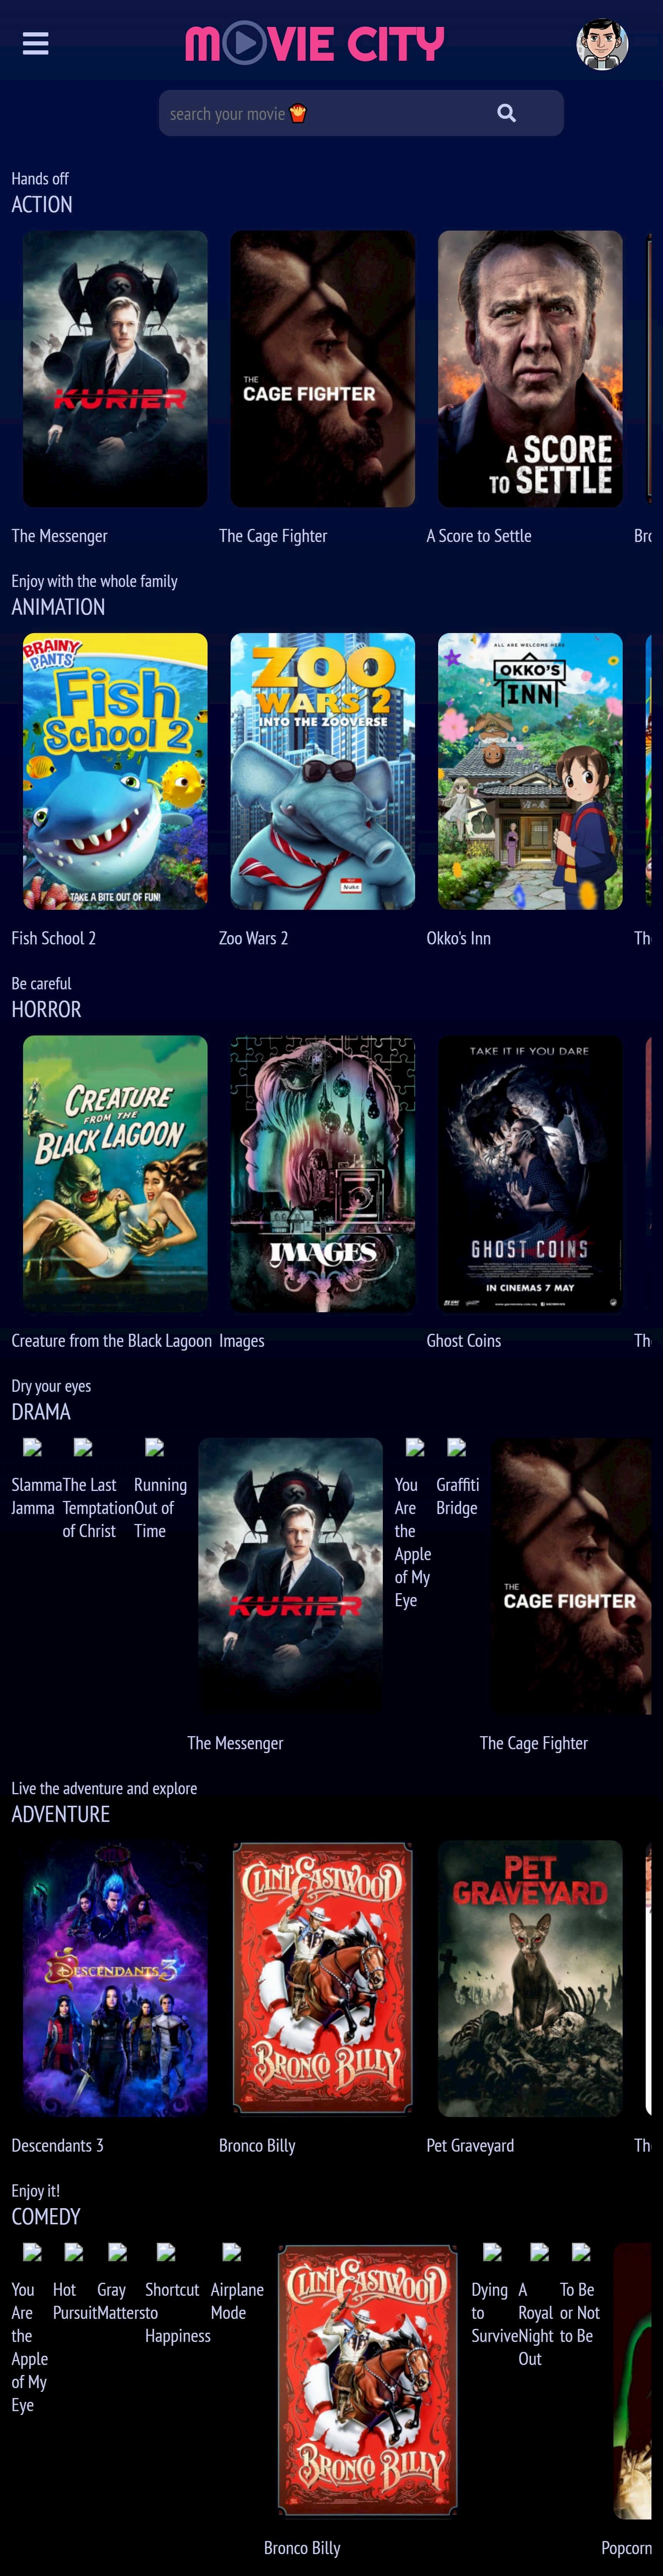 MOVIE CITY
search your movie🍟
Hands off
ACTION
KURIER
THE
CAGE FIGHTER
A SCORE
TO SETTLE
The Messenger
The Cage Fighter
A Score to Settle
Bro
Enjoy with the whole family
ANIMATION
BRAINY
PANTS
Fish
School 2
TAKE A BITE OUT OF FUN!
ZOO
WARS 2
INTO THE ZOOVERSE
ALL ARE WELCOME HERE
OKKO'S
INN
Fish School 2
Zoo Wars 2
Okko's Inn
The
Be careful
HORROR
CREATURE
FROM THE
BLACK LAGOON
IMAGES
TAKE IT IF YOU DARE
GHOST COINS
IN CINEMAS 7 MAY
Creature from the Black Lagoon
Images
Ghost Coins
The
Dry your eyes
DRAMA
Slamma
Jamma
The Last
Temptation
of Christ
Running
Out of
Time
KURIER
The Messenger
You
Are
the
Apple
of My
Eye
Graffiti
Bridge
THE
CAGE FIGHTER
The Cage Fighter
Live the adventure and explore
ADVENTURE
DESCENDANTS 3
CLINT EASTWOOD
BRONCO BILLY
PET
GRAVEYARD
Descendants 3
Bronco Billy
Pet Graveyard
The
Enjoy it!
COMEDY
You
Are
the
Apple
of My
Eye
Hot
Pursuit
Gray
Matters
Shortcut
to
Happiness
Airplane
Mode
CLINT EASTWOOD
BRONCO BILLY
Bronco Billy
Dying
to
Survive
A
Royal
Night
Out
To Be
or Not
to Be
Popcorn